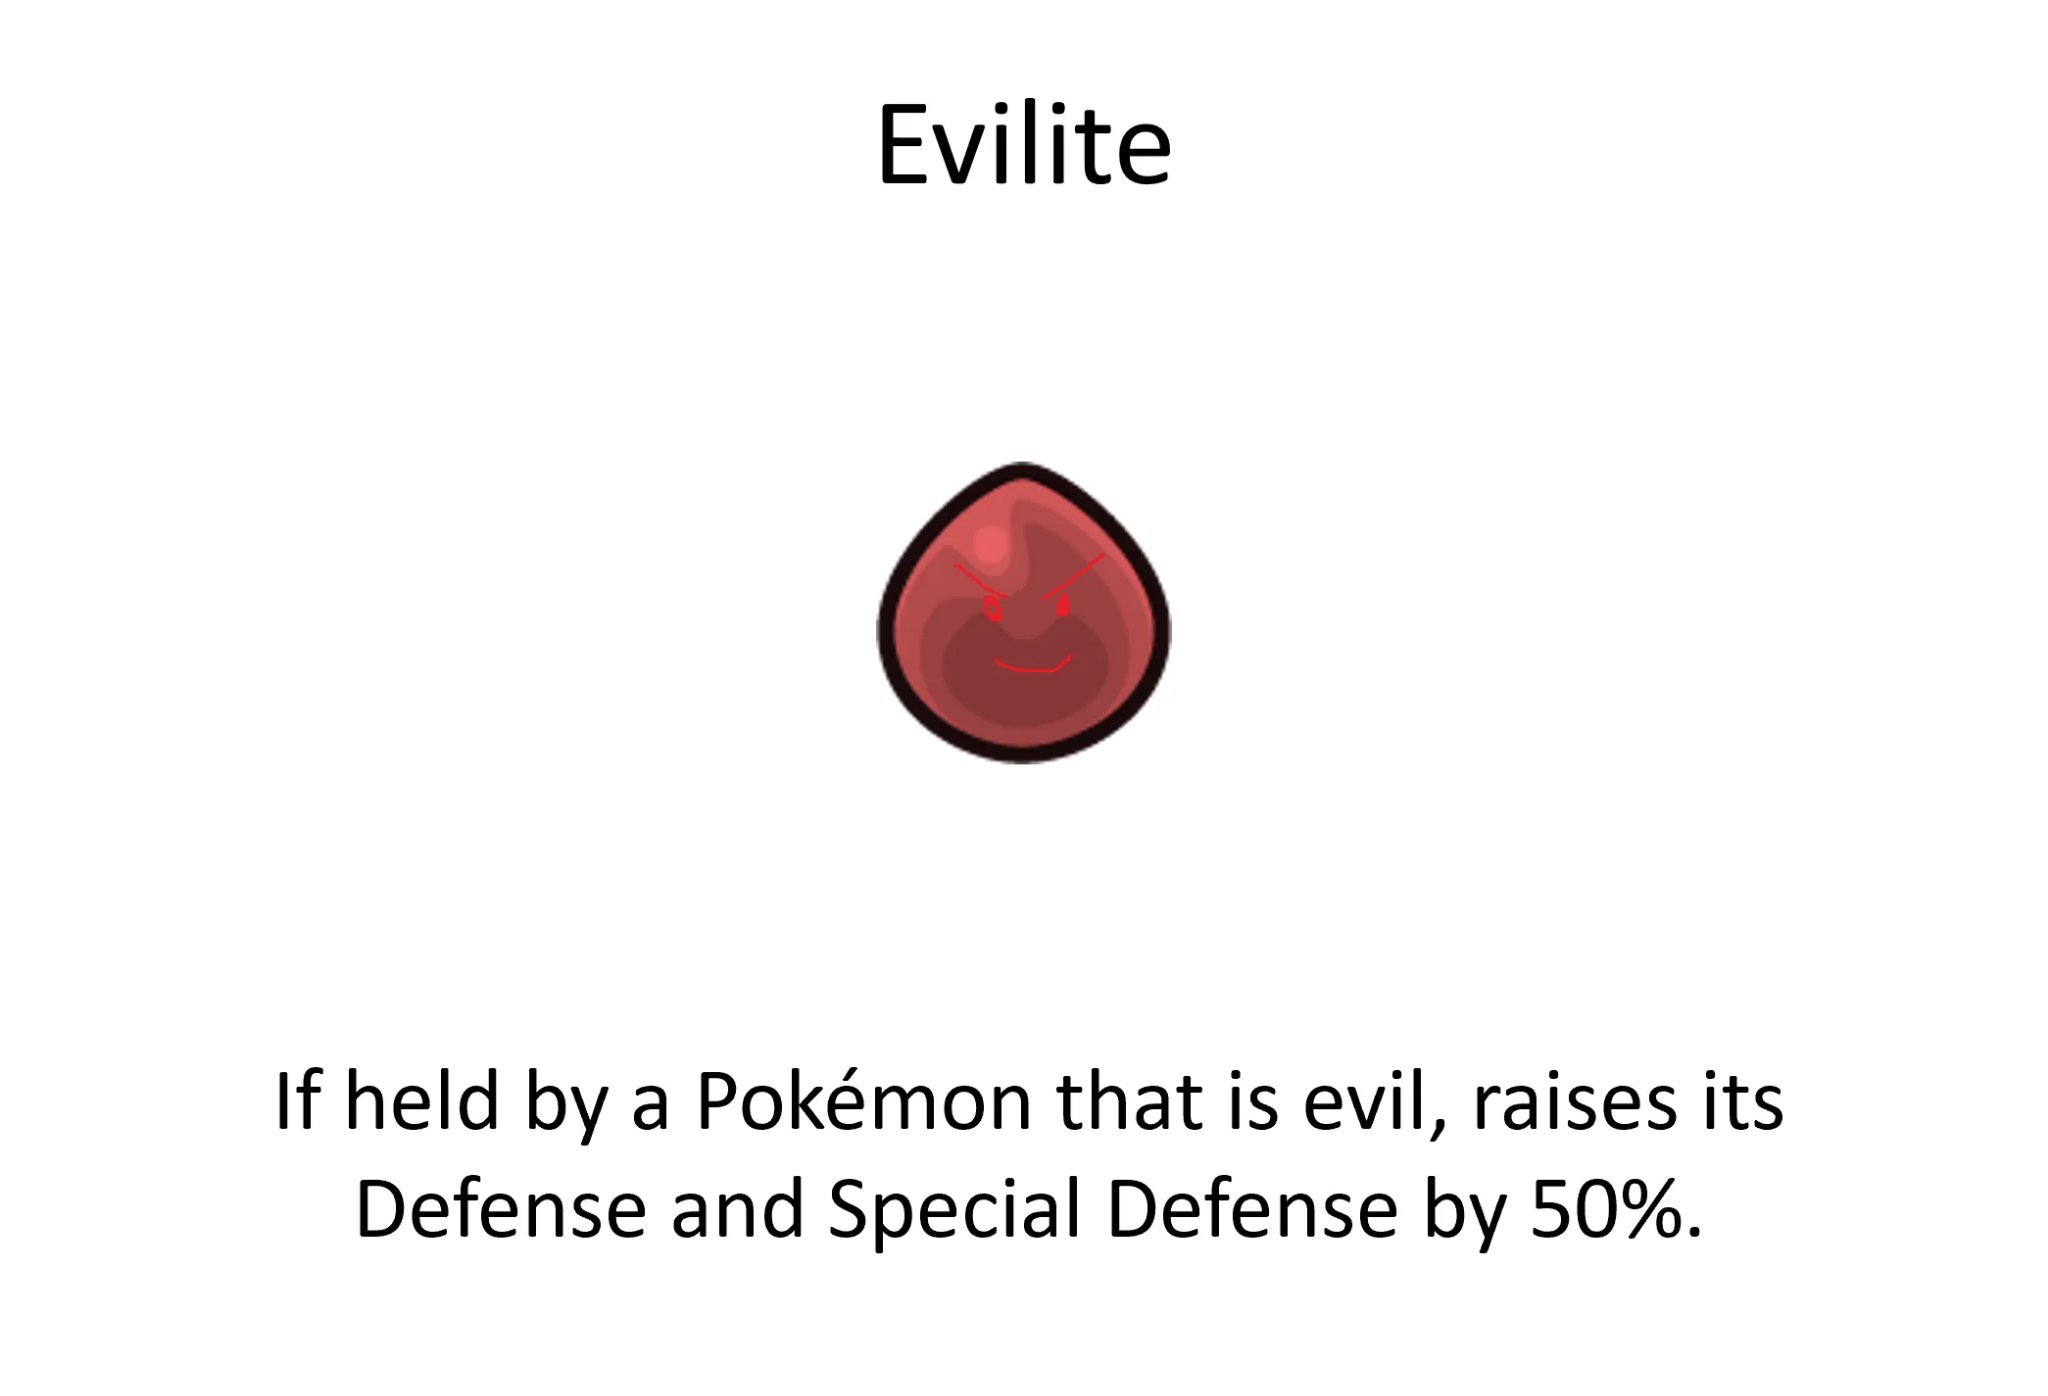 Evilite
If held by a Pokémon that is evil, raises its
Defense and Special Defense by 50%.